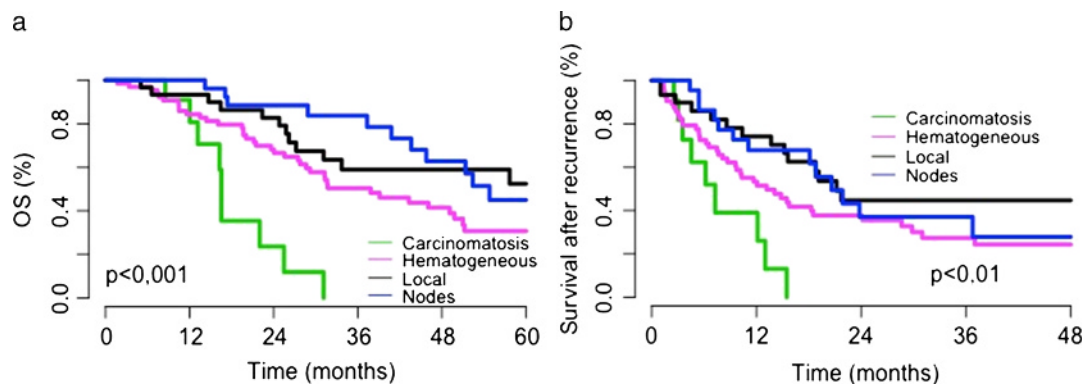 a
OS (%)
0.8
0.4
0.0
Carcinomatosis
Hematogeneous
Local
Nodes
p<0,001
0 12 24 36 48 60
Time (months)
b
Survival after recurrence (%)
0.8
0.4
0.0
Carcinomatosis
Hematogeneous
Local
Nodes
p<0.01
0 12 24 36 48
Time (months)